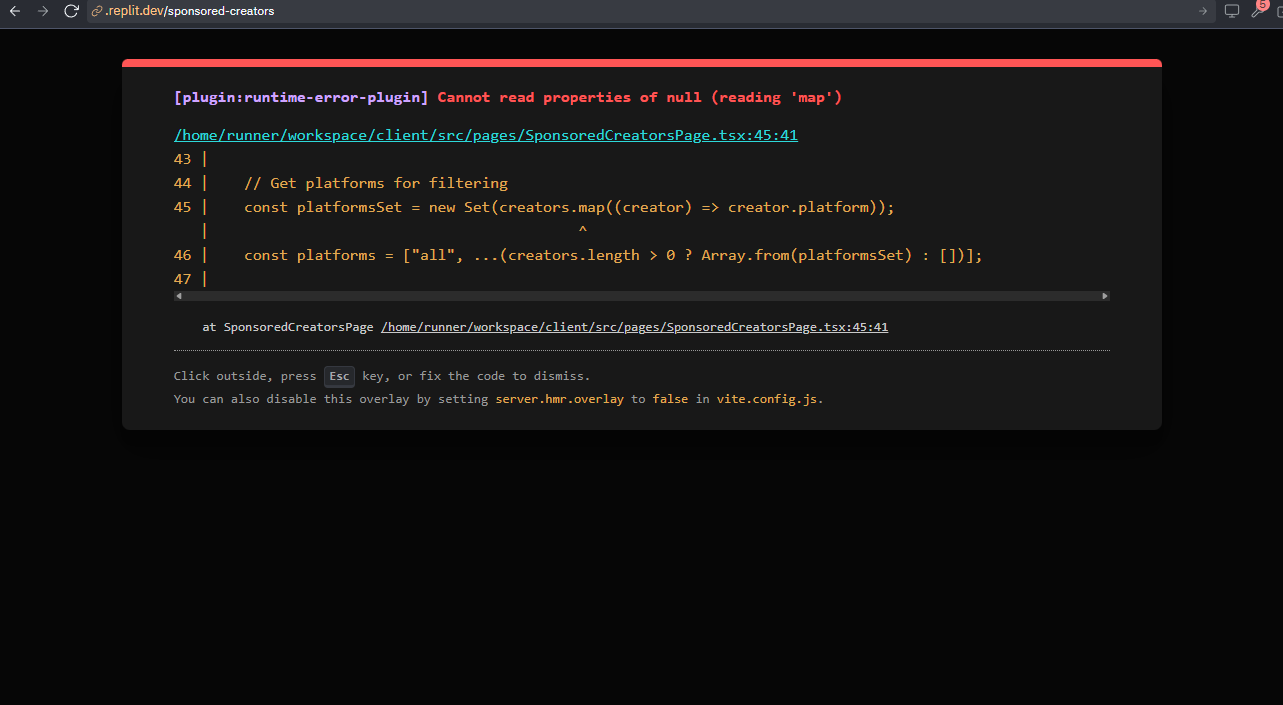 .replit.dev/sponsored-creators
5
[plugin:runtime-error-plugin] Cannot read properties of null (reading 'map')
/home/runner/workspace/client/src/pages/SponsoredCreatorsPage.tsx:45:41
43 |
44 |    // Get platforms for filtering
45 |    const platformsSet = new Set(creators.map((creator) => creator.platform));
   |                                          ^
46 |    const platforms = ["all", ...(creators.length > 0 ? Array.from(platformsSet) : [])];
47 |
at SponsoredCreatorsPage /home/runner/workspace/client/src/pages/SponsoredCreatorsPage.tsx:45:41
Click outside, press Esc key, or fix the code to dismiss.
You can also disable this overlay by setting server.hmr.overlay to false in vite.config.js.